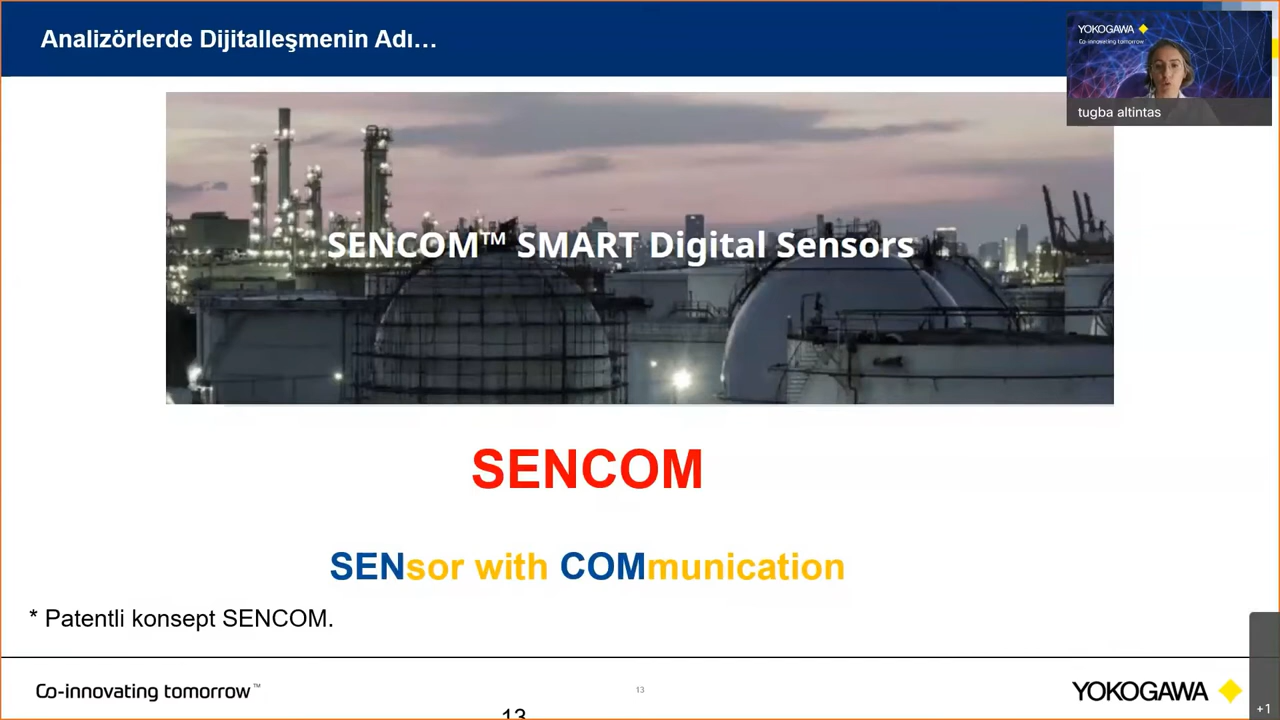 Analizörlerde Dijitalleşmenin Adı…
YOKOGAWA
Co-innovating tomorrow
tugba altintas
SENCOM™ SMART Digital Sensors
SENCOM
SENsor with COMmunication
* Patentli konsept SENCOM.
Co-innovating tomorrow™
13
YOKOGAWA
13
+1